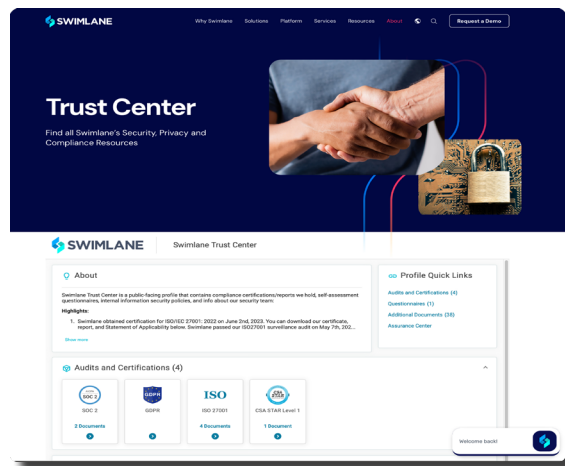 SWIMLANE
Why Swimlane Solutions Platform Services Resources About Request a Demo
Trust Center
Find all Swimlane's Security, Privacy and
Compliance Resources
SWIMLANE Swimlane Trust Center
About
Swimlane Trust Center is a public-facing profile that contains compliance certifications/reports we hold, self-assessment
questionnaires, internal information security policies, and info about our security team:
Highlights:
1. Swimlane obtained certification for ISO/IEC 27001: 2022 on June 2nd, 2023. You can download our certificate,
report, and Statement of Applicability below. Swimlane passed our ISO27001 surveillance audit on May 7th, 202...
Show more
Profile Quick Links
Audits and Certifications (4)
Questionnaires (1)
Additional Documents (35)
Assurance Center
Audits and Certifications (4)
SOC 2 GDPR ISO CSA STAR
SOC 2 GDPR ISO 27001 CSA STAR Level 1
2 Documents 4 Documents 1 Document
Welcome back!